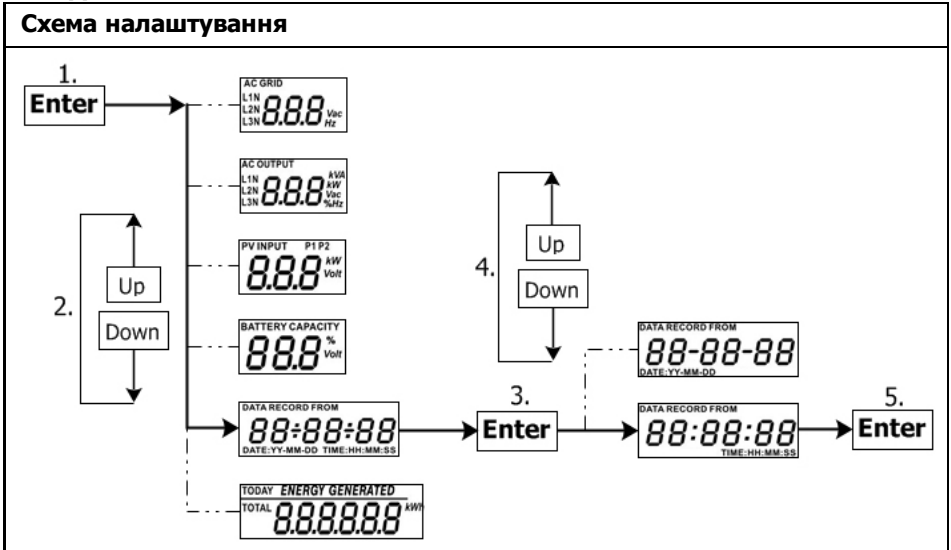 Схема налаштування
1.
Enter
AC GRID
L1N
L2N
L3N
8.8.8
Vac
Hz
AC OUTPUT
L1N
L2N
L3N
8.8.8
kVA
kW
Vac
%Hz
PV INPUT P1 P2
8.8.8
kW
Volt
BATTERY CAPACITY
88.8
%
Volt
2.
Up
Down
DATA RECORD FROM
88÷88÷88
DATE:YY-MM-DD TIME:HH:MM:SS
TODAY ENERGY GENERATED
TOTAL 8.8.8.8.8.8 kWh
3.
Enter
4.
Up
Down
DATA RECORD FROM
88-88-88
DATE:YY-MM-DD
DATA RECORD FROM
88:88:88
TIME:HH:MM:SS
5.
Enter